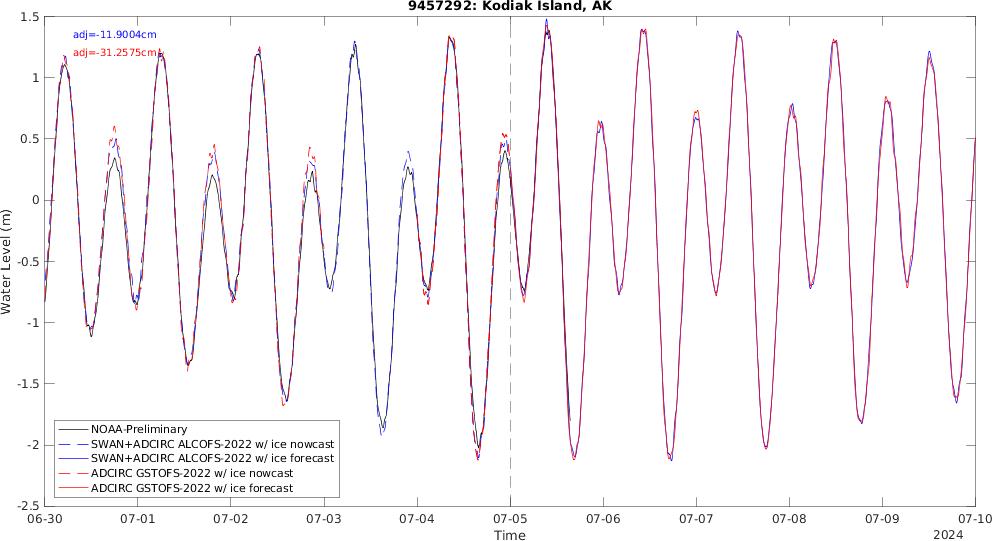 9457292: Kodiak Island, AK
adj=-11.9004cm
adj=-31.2575cm
1.5
1
0.5
0
-0.5
-1
-1.5
-2
-2.5
Water Level (m)
NOAA-Preliminary
SWAN+ADCIRC ALCOFS-2022 w/ ice nowcast
SWAN+ADCIRC ALCOFS-2022 w/ ice forecast
ADCIRC GSTOFS-2022 w/ ice nowcast
ADCIRC GSTOFS-2022 w/ ice forecast
06-30 07-01 07-02 07-03 07-04 07-05 07-06 07-07 07-08 07-09 07-10
Time
2024